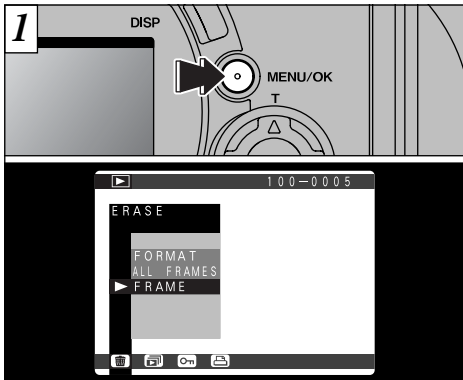 1
DISP
MENU/OK
T
100-0005
ERASE
FORMAT
ALL FRAMES
FRAME